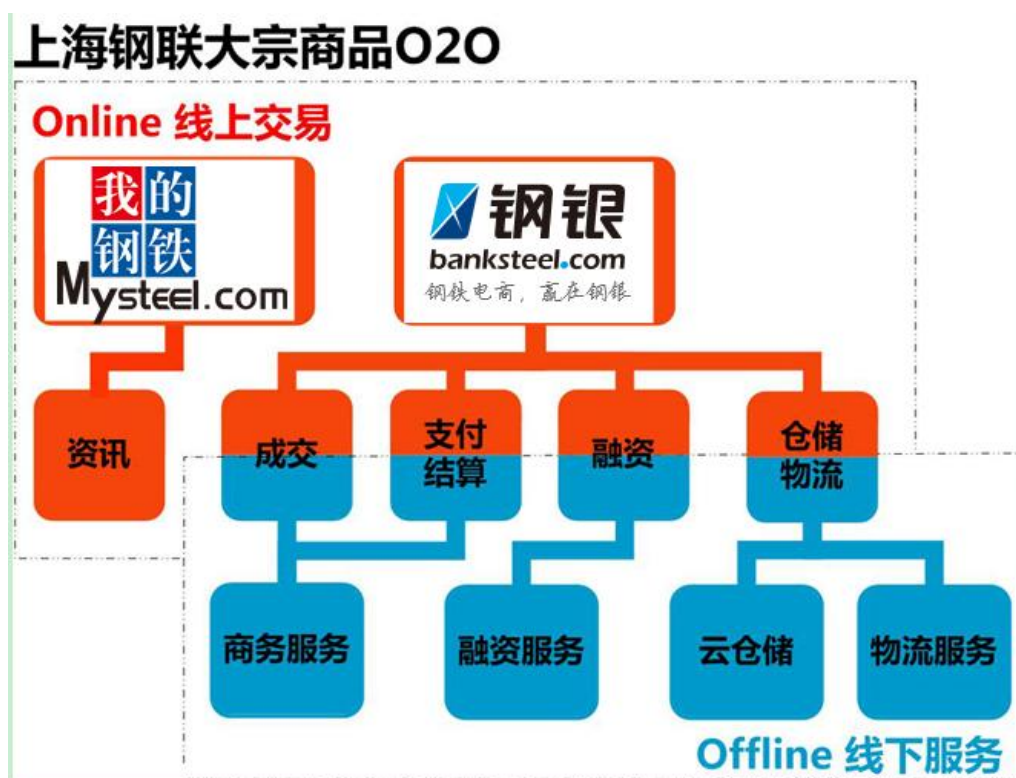 上海钢联大宗商品O2O
Online 线上交易
我的
钢铁
Mysteel.com
钢银
banksteel.com
钢铁电商，赢在钢银
资讯
成交
支付
结算
融资
仓储
物流
商务服务
融资服务
云仓储
物流服务
Offline 线下服务